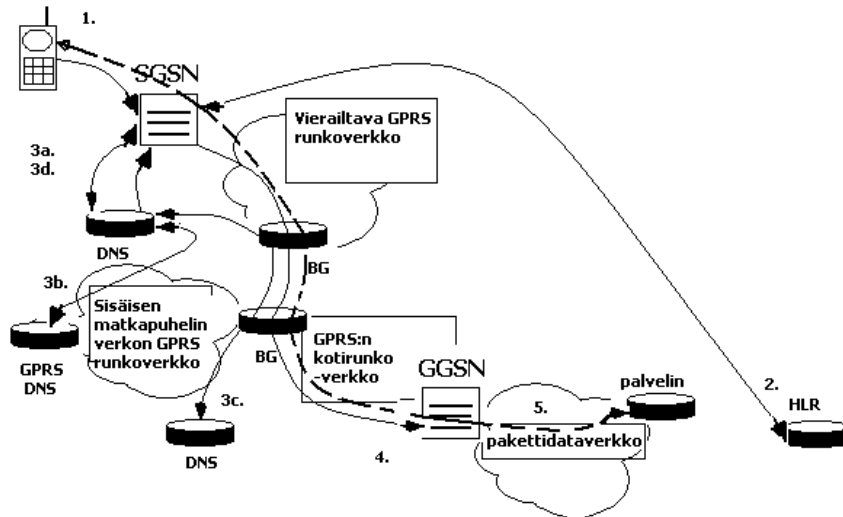 1.
SGSN
Vierailtava GPRS
runkoverkko
3a.
3d.
DNS
BG
3b.
Sisäisen
matkapuhelin
verkon GPRS
runkoverkko
GPRS
DNS
BG
GPRS:n
kotirunko
-verkko
GGSN
palvelin
2.
HLR
3c.
5.
pakettidataverkko
DNS
4.